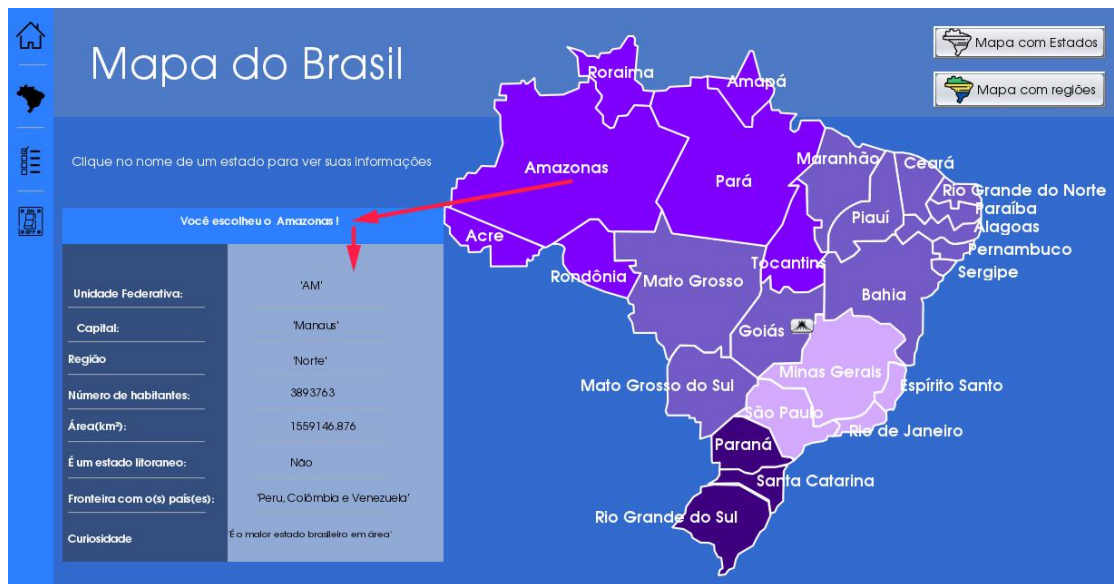 Mapa do Brasil
Mapa com Estados
Mapa com regiões
Clique no nome de um estado para ver suas informações
Você escolheu o Amazonas !
Unidade Federativa: 'AM'
Capital: 'Manaus'
Região 'Norte'
Número de habitantes: 3893763
Área(km²): 1559146.876
É um estado litoraneo: Não
Fronteira com o(s) país(es): 'Peru, Colômbia e Venezuela'
Curiosidade 'É o maior estado brasileiro em área'
Roraima
Amapá
Amazonas
Pará
Maranhão
Ceará
Rio Grande do Norte
Paraíba
Piauí
Alagoas
Acre
Pernambuco
Tocantins
Rondônia
Mato Grosso
Sergipe
Bahia
Goiás
Minas Gerais
Mato Grosso do Sul
Espírito Santo
São Paulo
Rio de Janeiro
Paraná
Santa Catarina
Rio Grande do Sul